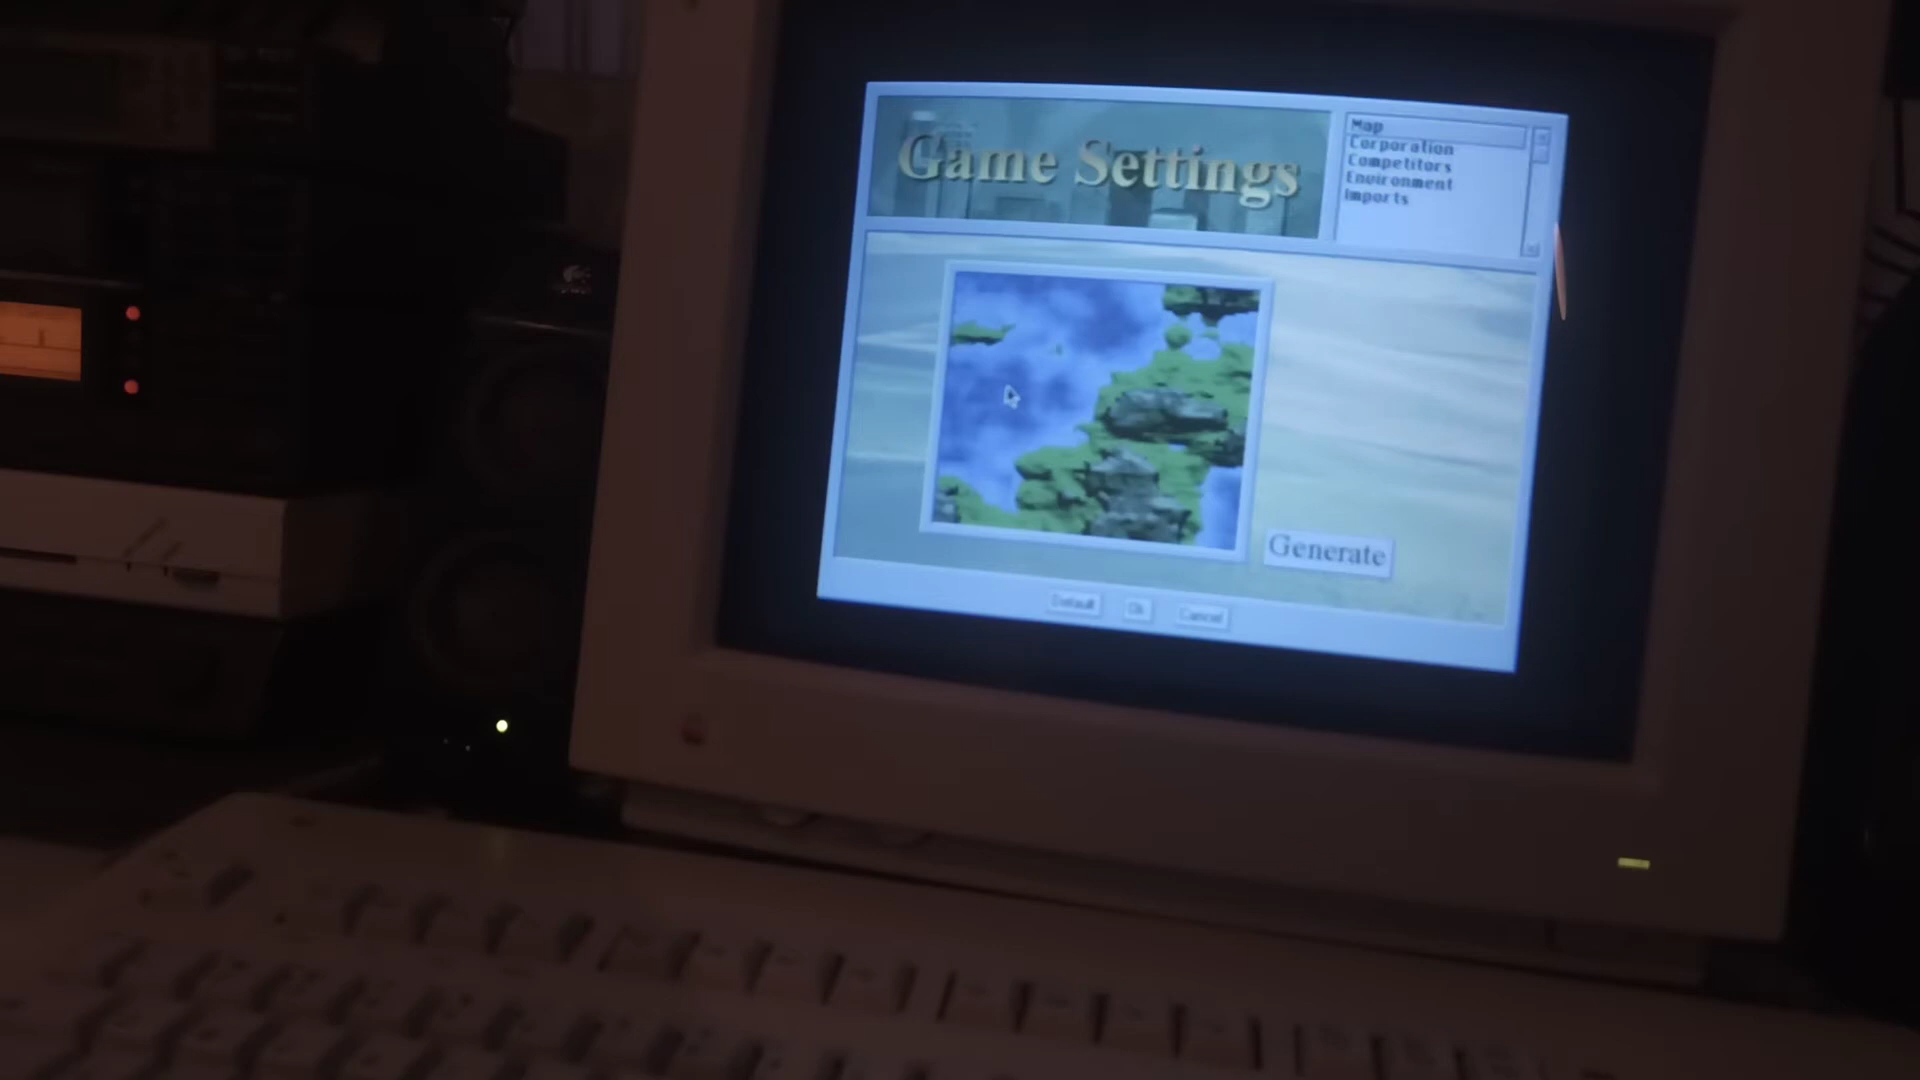 Game Settings
Map
Corporation
Competitors
Environment
Imports
Generate
Default Ok Cancel